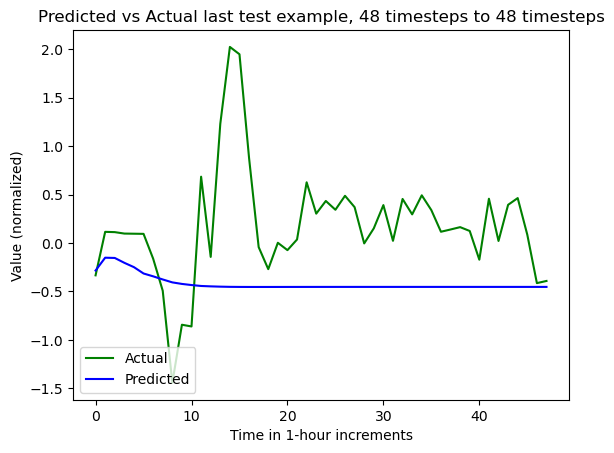 Predicted vs Actual last test example, 48 timesteps to 48 timesteps
2.0
1.5
1.0
0.5
0.0
−0.5
−1.0
−1.5
Value (normalized)
Actual
Predicted
0 10 20 30 40
Time in 1-hour increments